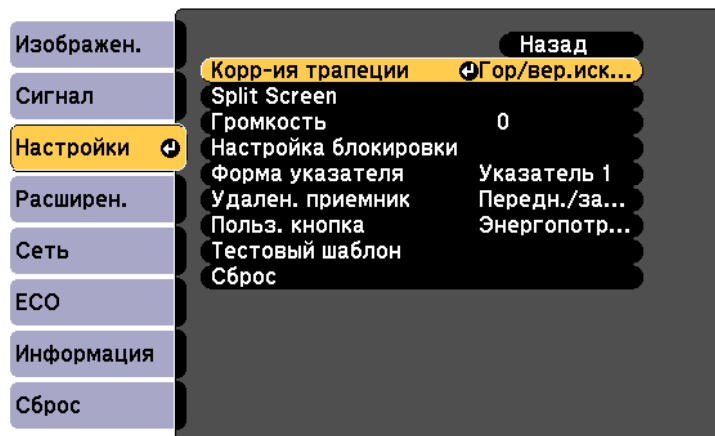 Изображен.
Сигнал
Настройки
Расширен.
Сеть
ECO
Информация
Сброс
Назад
Корр-ия трапеции Гор/вер.иск...
Split Screen
Громкость 0
Настройка блокировки
Форма указателя Указатель 1
Удален. приемник Передн./за...
Польз. кнопка Энергопотр...
Тестовый шаблон
Сброс